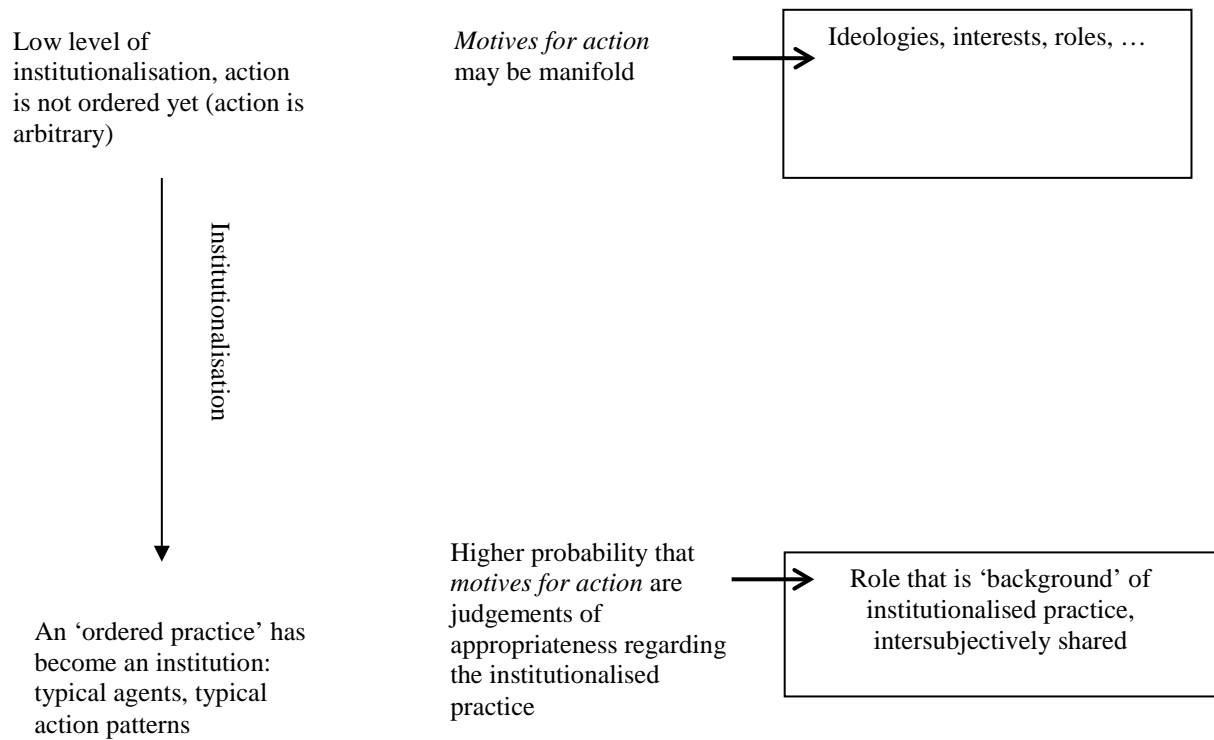 Low level of
institutionalisation, action
is not ordered yet (action is
arbitrary)
Motives for action
may be manifold
Ideologies, interests, roles, …
Institutionalisation
An ‘ordered practice’ has
become an institution:
typical agents, typical
action patterns
Higher probability that
motives for action are
judgements of
appropriateness regarding
the institutionalised
practice
Role that is ‘background’ of
institutionalised practice,
intersubjectively shared